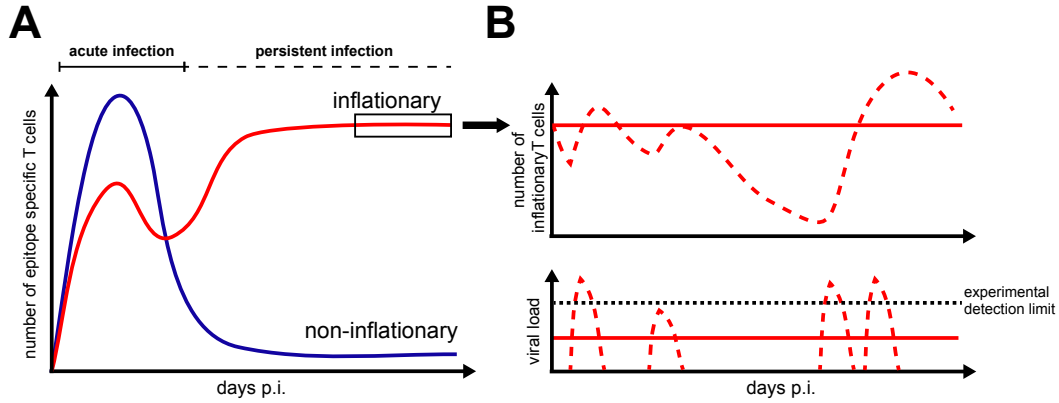 A
acute infection
persistent infection
inflationary
non-inflationary
number of epitope specific T cells
days p.i.
B
number of
inflationaryT cells
viral load
experimental
detection limit
days p.i.